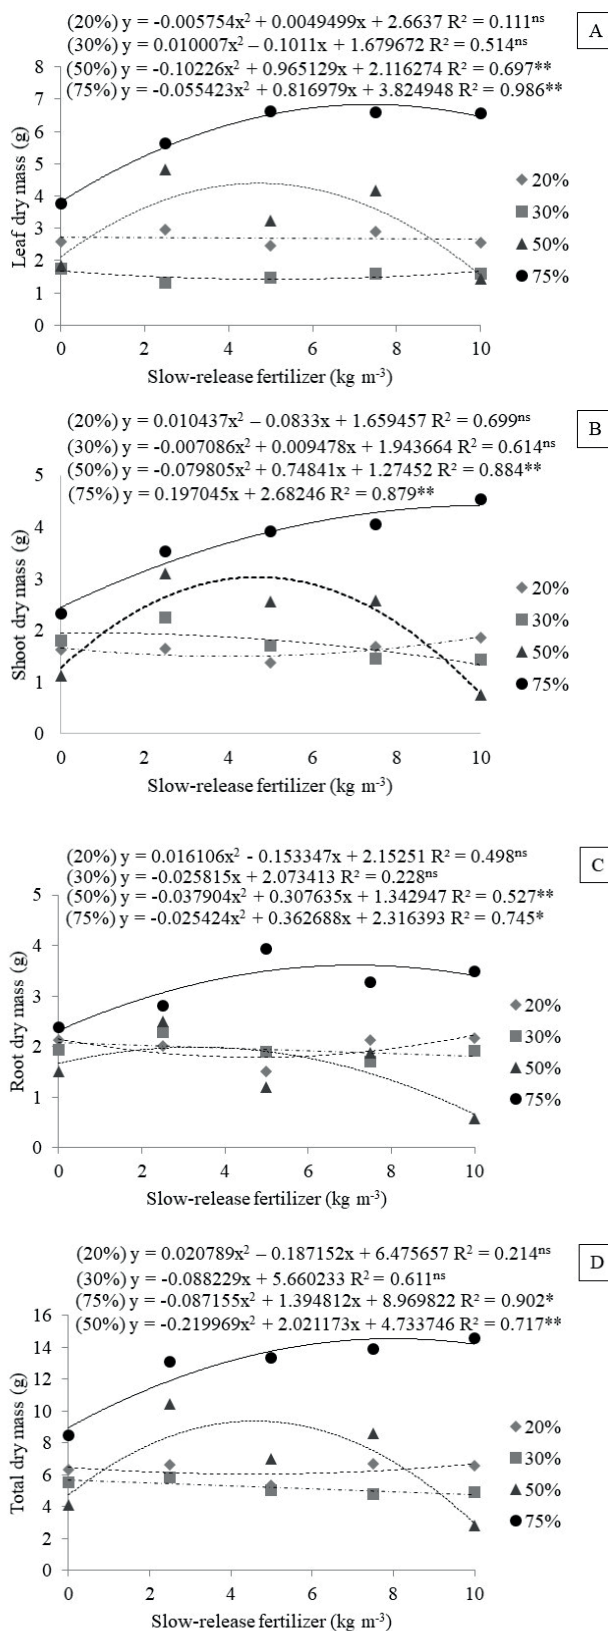 (20%) y = -0.005754x² + 0.0049499x + 2.6637 R² = 0.111ⁿˢ
A
(30%) y = 0.010007x² – 0.1011x + 1.679672 R² = 0.514ⁿˢ
(50%) y = -0.10226x² + 0.965129x + 2.116274 R² = 0.697**
(75%) y = -0.055423x² + 0.816979x + 3.824948 R² = 0.986**
Leaf dry mass (g)
8
7
6
5
4
3
2
1
0
0 2 4 6 8 10
Slow-release fertilizer (kg m⁻³)
20%
30%
50%
75%
(20%) y = 0.010437x² – 0.0833x + 1.659457 R² = 0.699ⁿˢ
B
(30%) y = -0.007086x² + 0.009478x + 1.943664 R² = 0.614ⁿˢ
(50%) y = -0.079805x² + 0.74841x + 1.27452 R² = 0.884**
(75%) y = 0.197045x + 2.68246 R² = 0.879**
Shoot dry mass (g)
5
4
3
2
1
0
0 2 4 6 8 10
Slow-release fertilizer (kg m⁻³)
20%
30%
50%
75%
(20%) y = 0.016106x² - 0.153347x + 2.15251 R² = 0.498ⁿˢ
C
(30%) y = -0.025815x + 2.073413 R² = 0.228ⁿˢ
(50%) y = -0.037904x² + 0.307635x + 1.342947 R² = 0.527**
(75%) y = -0.025424x² + 0.362688x + 2.316393 R² = 0.745*
Root dry mass (g)
5
4
3
2
1
0
0 2 4 6 8 10
Slow-release fertilizer (kg m⁻³)
20%
30%
50%
75%
(20%) y = 0.020789x² – 0.187152x + 6.475657 R² = 0.214ⁿˢ
D
(30%) y = -0.088229x + 5.660233 R² = 0.611ⁿˢ
(75%) y = -0.087155x² + 1.394812x + 8.969822 R² = 0.902*
(50%) y = -0.219969x² + 2.021173x + 4.733746 R² = 0.717**
Total dry mass (g)
16
14
12
10
8
6
4
2
0
0 2 4 6 8 10
Slow-release fertilizer (kg m⁻³)
20%
30%
50%
75%